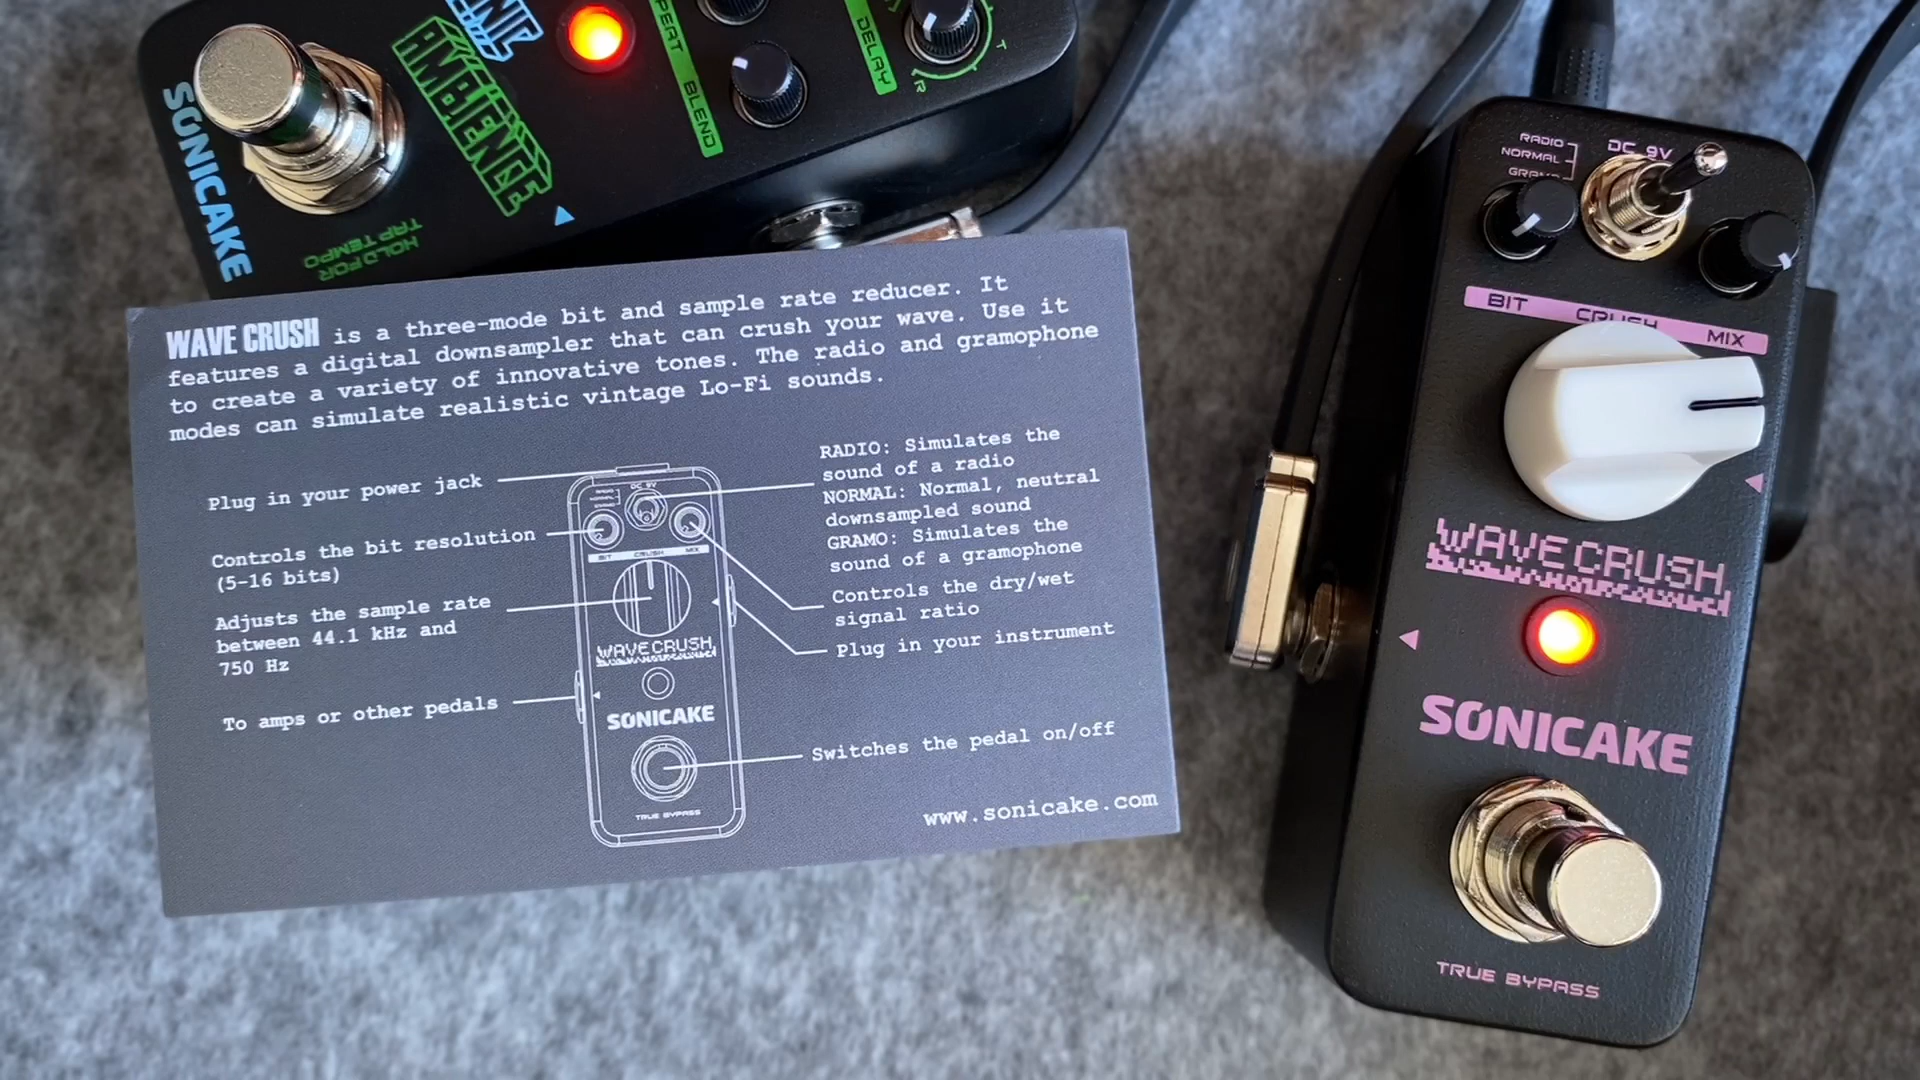 SONICAKE
AMBIENCE
BLEND
DELAY
T
R
HOLD FOR
TAP TEMPO
WAVE CRUSH is a three-mode bit and sample rate reducer. It
features a digital downsampler that can crush your wave. Use it
to create a variety of innovative tones. The radio and gramophone
modes can simulate realistic vintage Lo-Fi sounds.
Plug in your power jack
Controls the bit resolution
(5-16 bits)
Adjusts the sample rate
between 44.1 kHz and
750 Hz
To amps or other pedals
RADIO
NORMAL
DC 9V
BIT CRUSH MIX
WAVE CRUSH
SONICAKE
TRUE BYPASS
RADIO: Simulates the
sound of a radio
NORMAL: Normal, neutral
downsampled sound
GRAMO: Simulates the
sound of a gramophone
Controls the dry/wet
signal ratio
Plug in your instrument
Switches the pedal on/off
www.sonicake.com
RADIO
NORMAL
GRAMO
DC 9V
BIT CRUSH MIX
WAVE CRUSH
SONICAKE
TRUE BYPASS